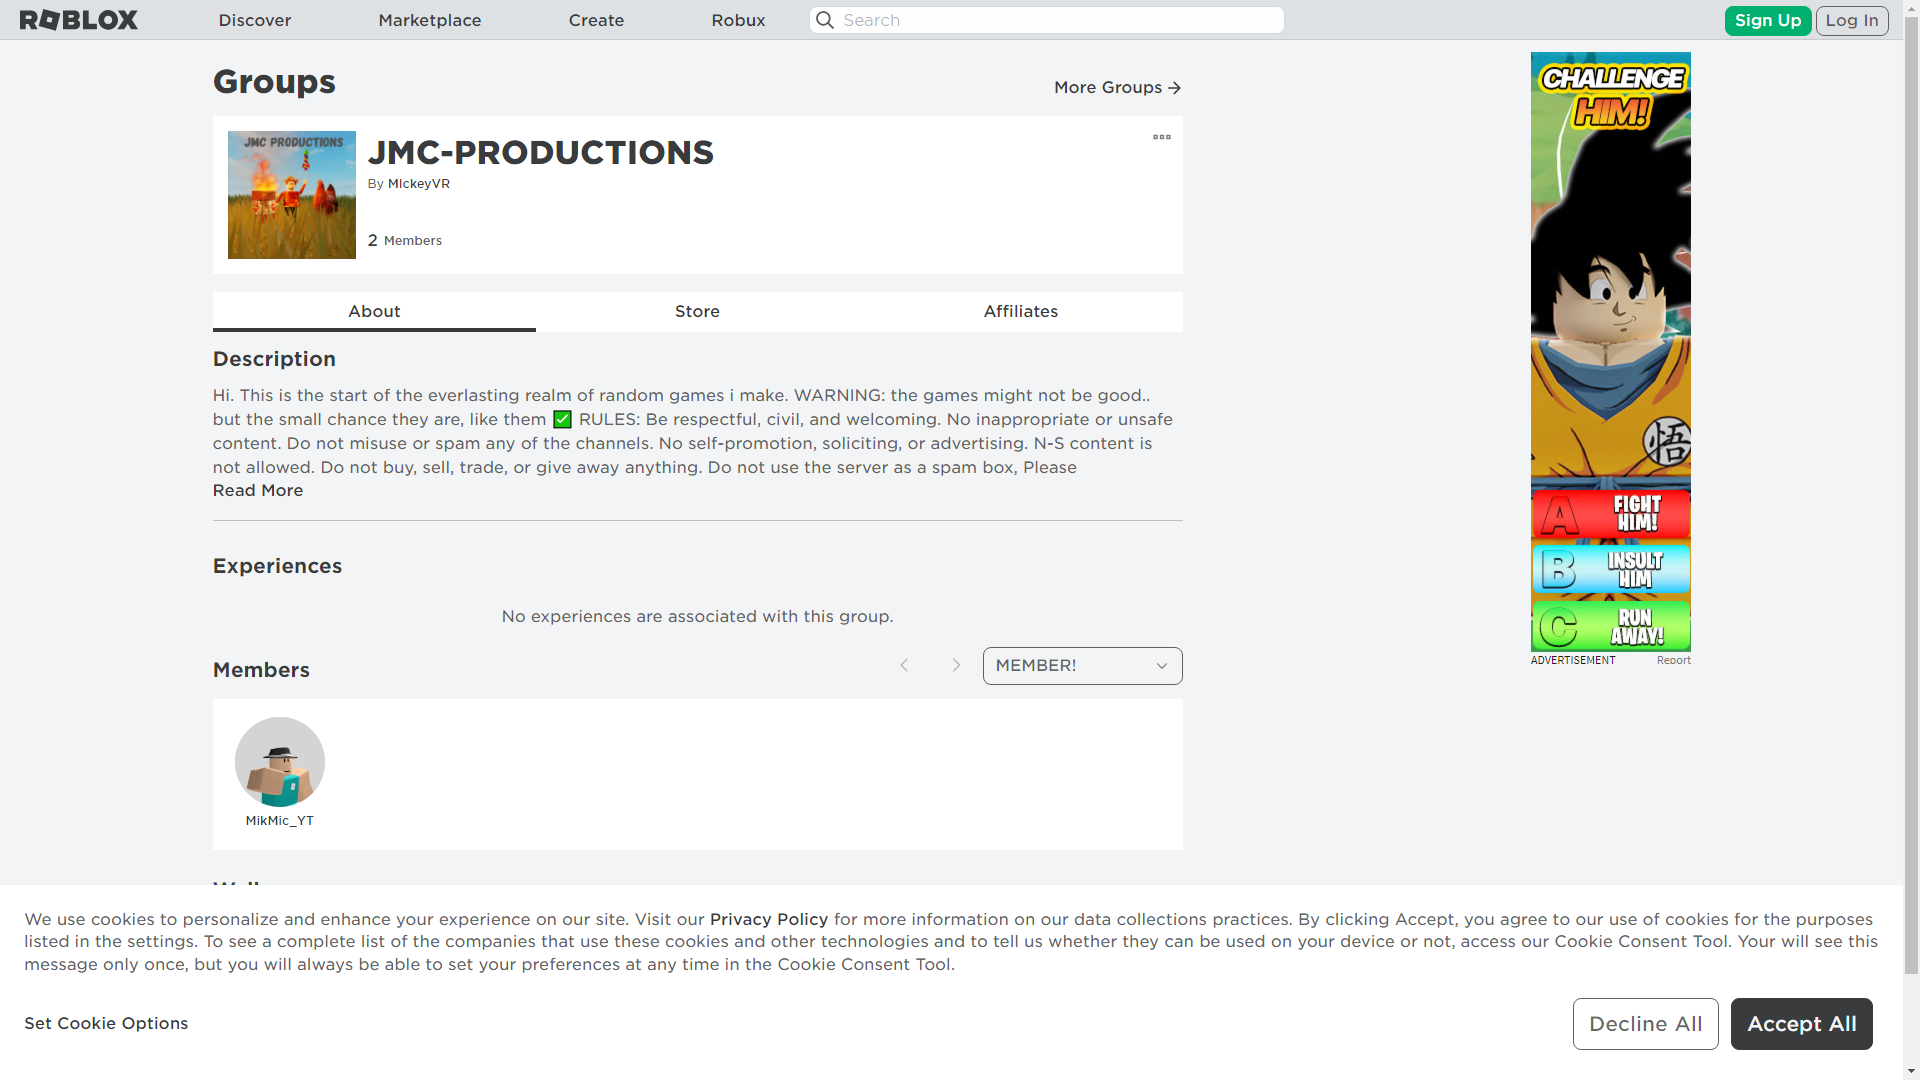 ROBLOX
Discover
Marketplace
Create
Robux
Search
Sign Up
Log In
Groups
More Groups
JMC PRODUCTIONS
JMC-PRODUCTIONS
By MIckeyVR
2 Members
About
Store
Affiliates
Description
Hi. This is the start of the everlasting realm of random games i make. WARNING: the games might not be good..
but the small chance they are, like them ✅ RULES: Be respectful, civil, and welcoming. No inappropriate or unsafe
content. Do not misuse or spam any of the channels. No self-promotion, soliciting, or advertising. N-S content is
not allowed. Do not buy, sell, trade, or give away anything. Do not use the server as a spam box, Please
Read More
Experiences
No experiences are associated with this group.
Members
MEMBER!
MikMic_YT
CHALLENGE
HIM!
悟
A FIGHT
HIM!
B INSULT
HIM
C RUN
AWAY!
ADVERTISEMENT
Report
We use cookies to personalize and enhance your experience on our site. Visit our Privacy Policy for more information on our data collections practices. By clicking Accept, you agree to our use of cookies for the purposes
listed in the settings. To see a complete list of the companies that use these cookies and other technologies and to tell us whether they can be used on your device or not, access our Cookie Consent Tool. Your will see this
message only once, but you will always be able to set your preferences at any time in the Cookie Consent Tool.
Set Cookie Options
Decline All
Accept All